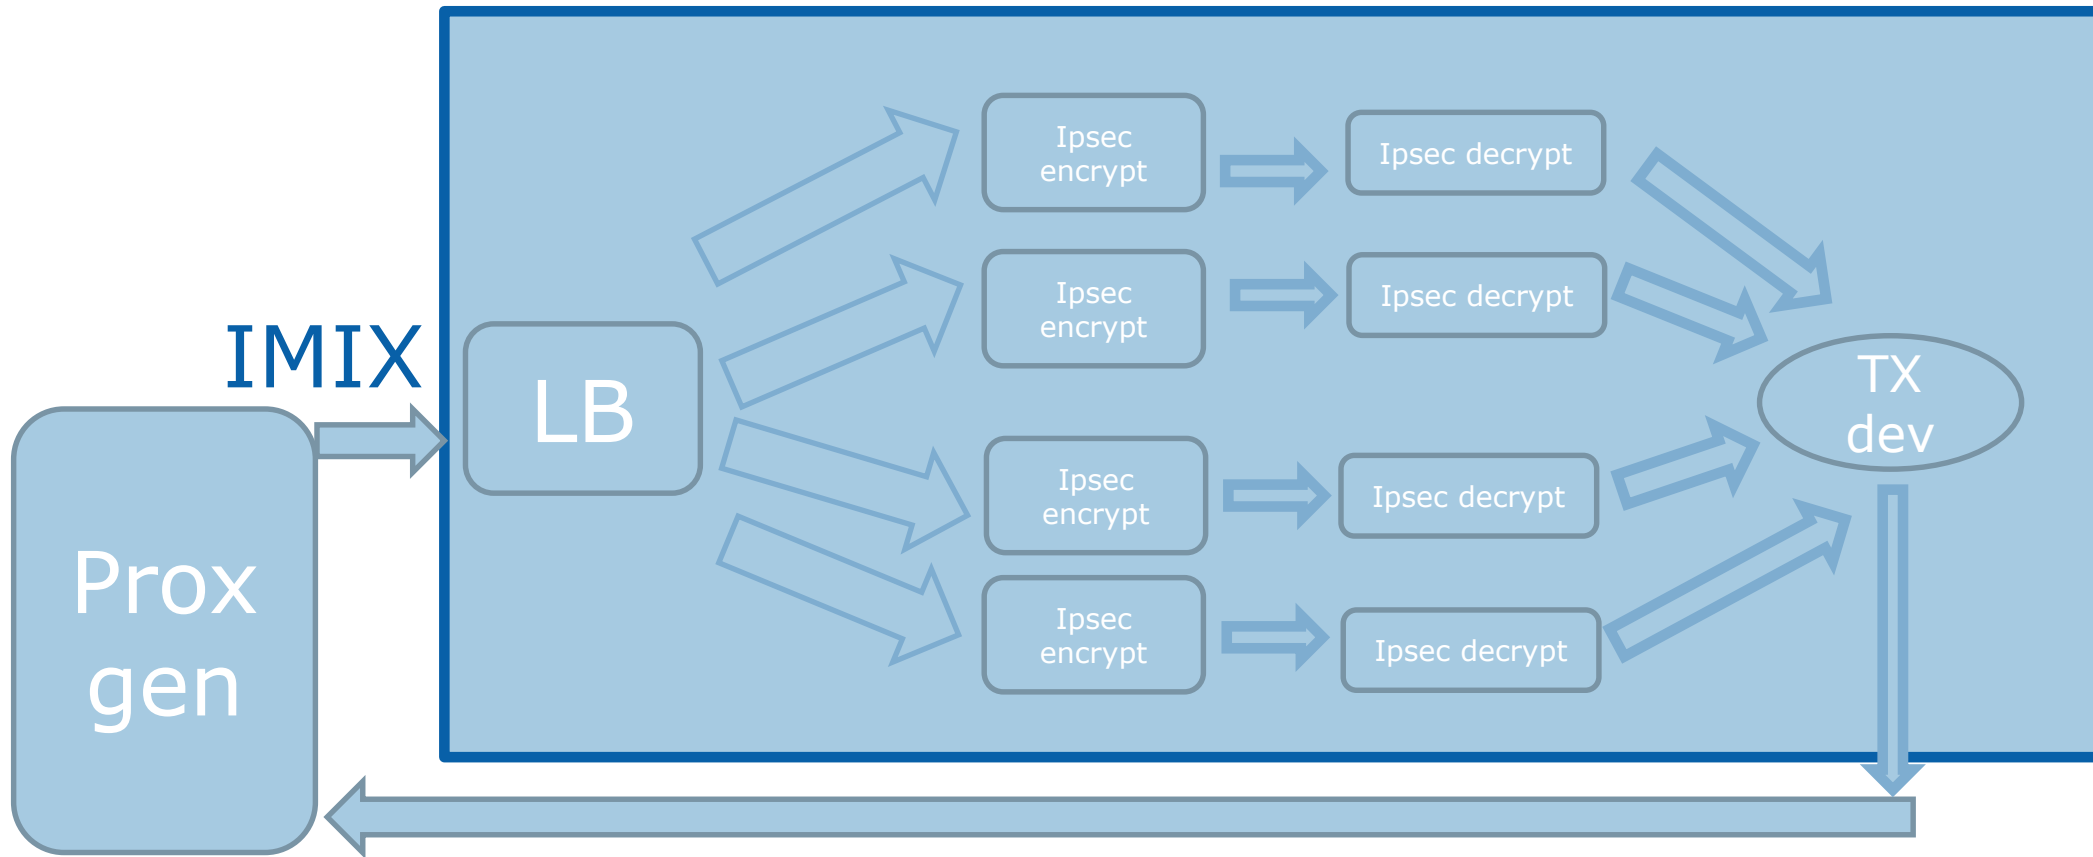 IMIX
Prox
gen
LB
Ipsec
encrypt
Ipsec decrypt
Ipsec
encrypt
Ipsec decrypt
Ipsec
encrypt
Ipsec decrypt
Ipsec
encrypt
Ipsec decrypt
TX
dev